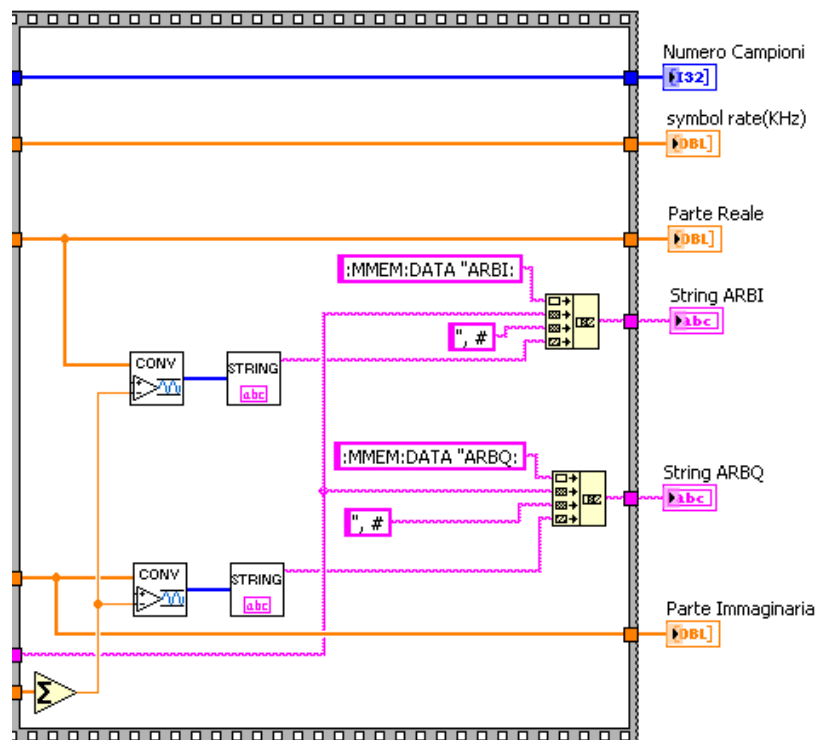 Numero Campioni
I32]
symbol rate(KHz)
DBL]
Parte Reale
DBL]
:MMEM:DATA "ARBI:
String ARBI
abc
", #
CONV
STRING
abc
:MMEM:DATA "ARBQ:
String ARBQ
abc
", #
CONV
STRING
abc
Parte Immaginaria
DBL]
Σ